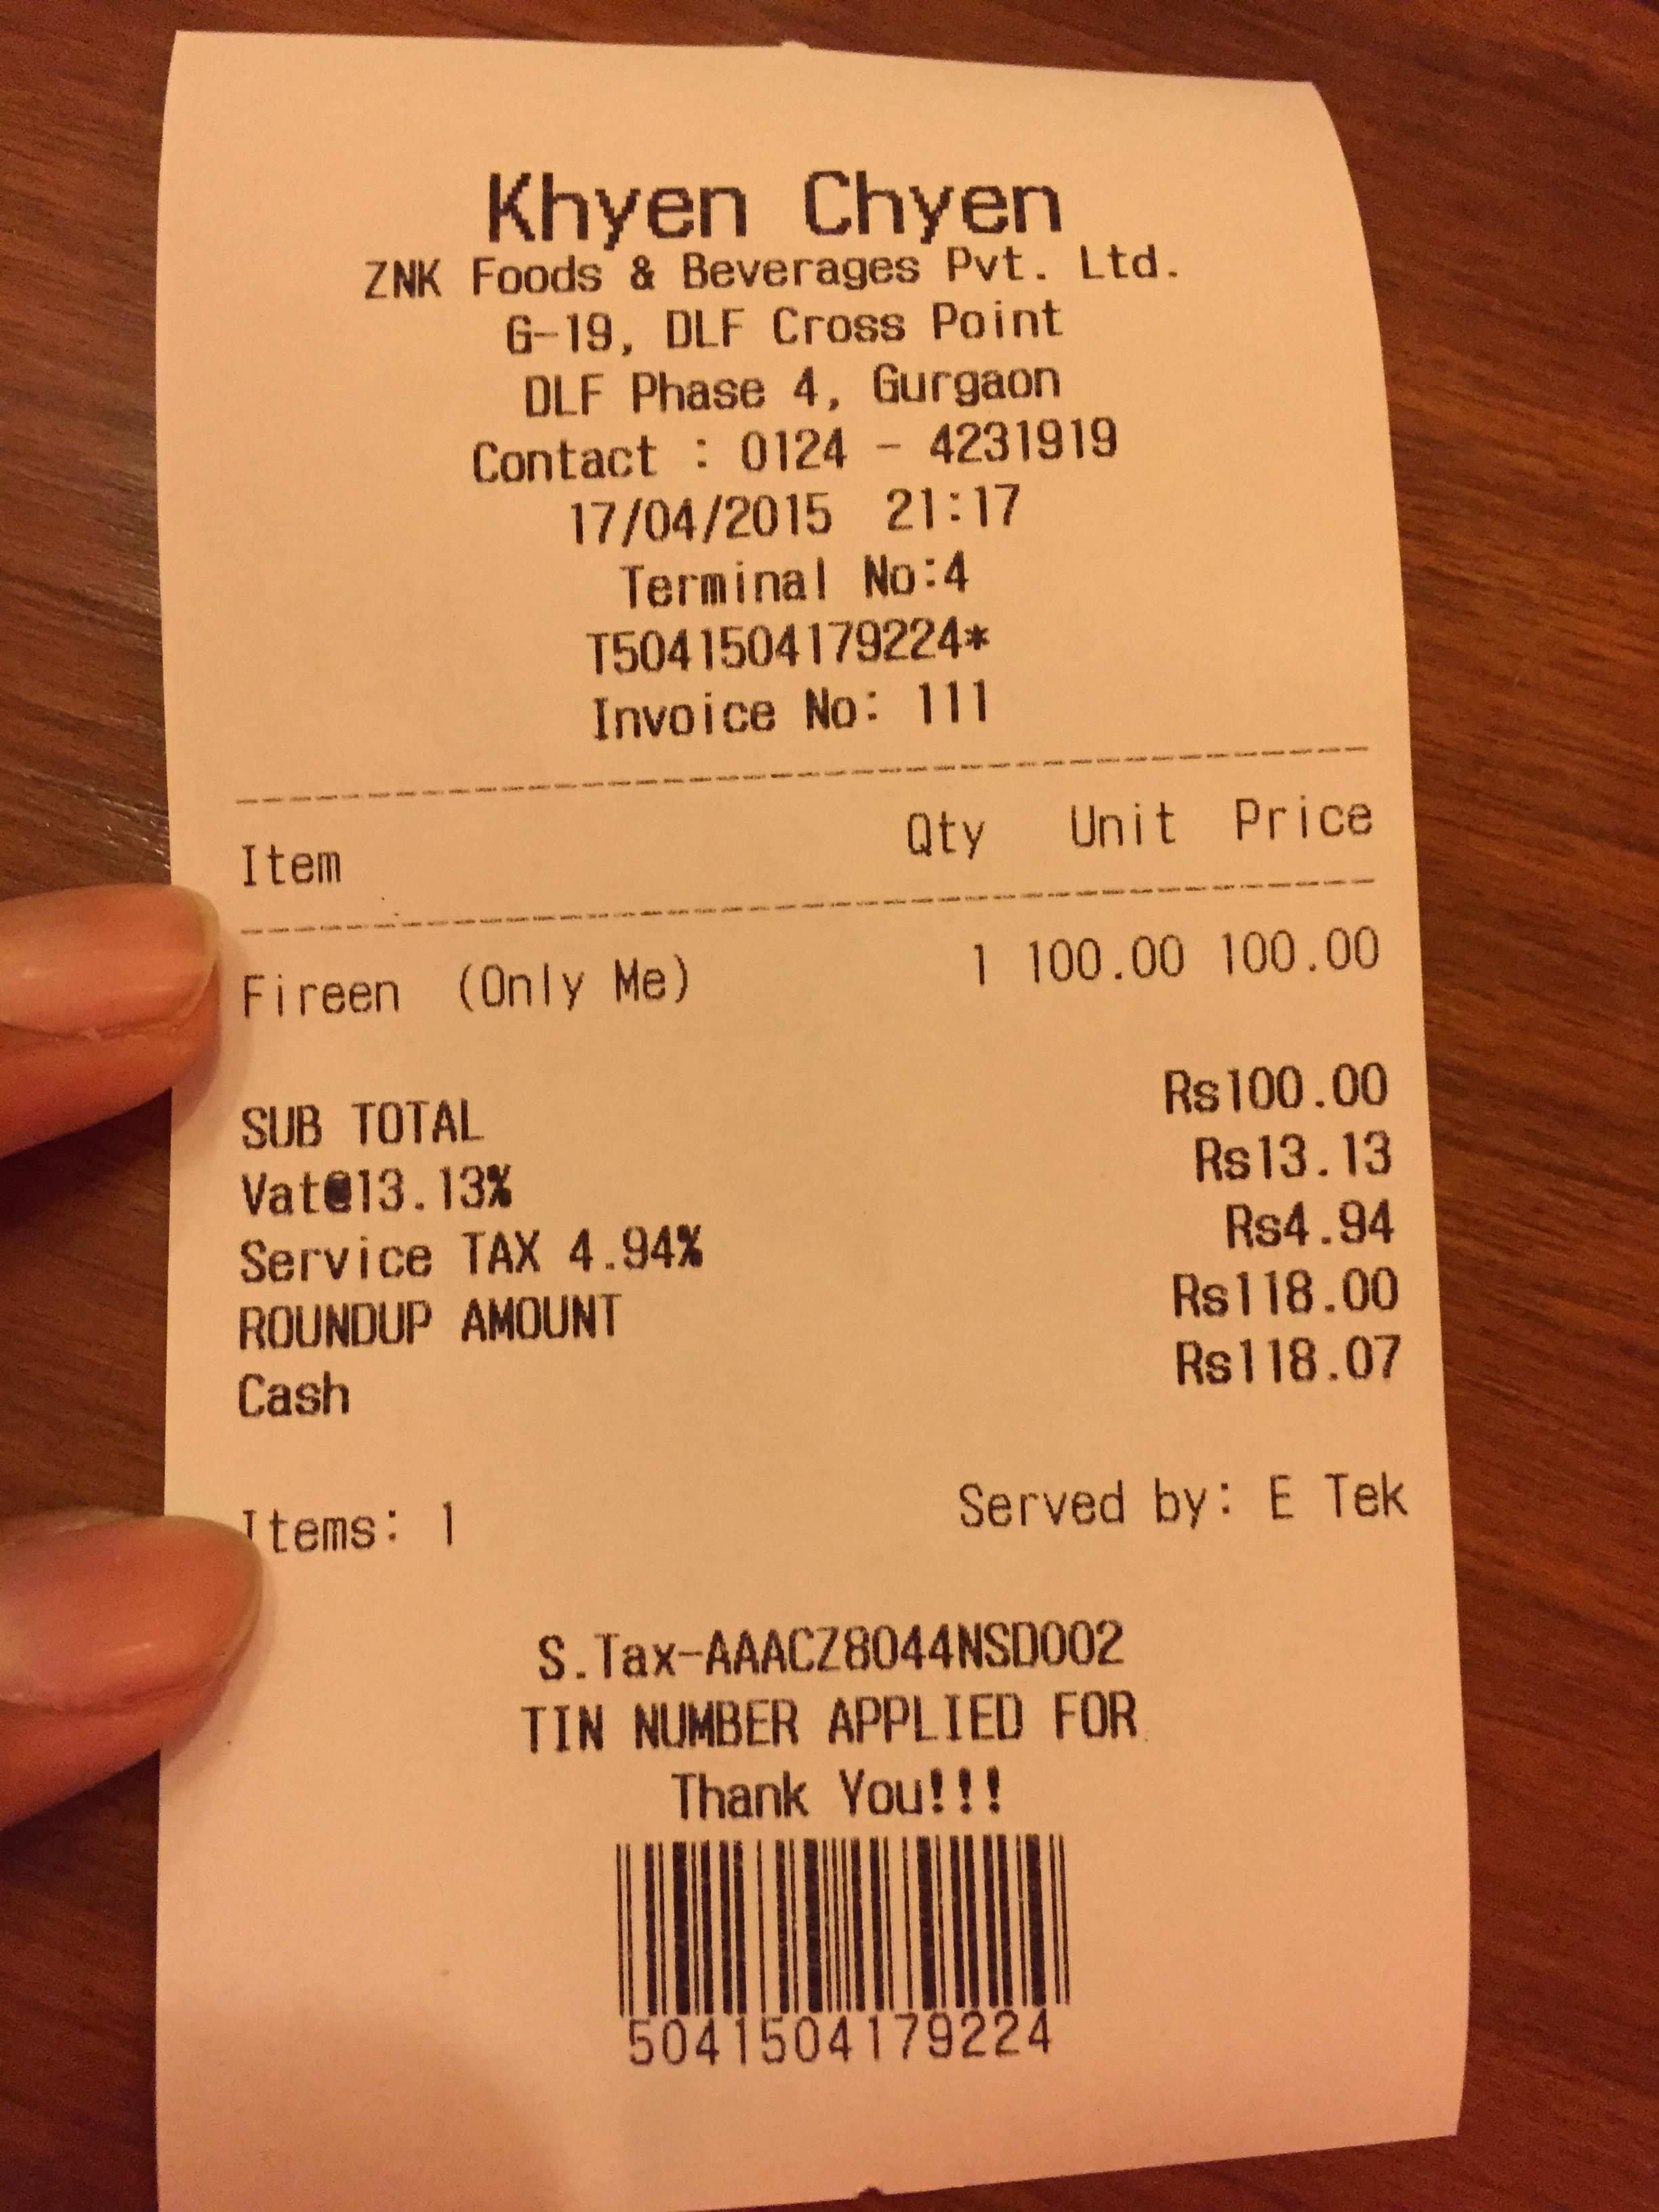 Khyen Chyen
ZNK Foods & Beverages Pvt. Ltd.
G-19, DLF Cross Point
DLF Phase 4, Gurgaon
Contact : 0124 - 4231919
17/04/2015 21:17
Terminal No:4
T5041504179224*
Invoice No: 111
Item Qty Unit Price
Fireen (Only Me) 1 100.00 100.00
SUB TOTAL Rs100.00
Vat@13.13% Rs13.13
Service TAX 4.94% Rs4.94
ROUNDUP AMOUNT Rs118.00
Cash Rs118.07
Items: 1 Served by: E Tek
S.Tax-AAACZ8044NSD002
TIN NUMBER APPLIED FOR
Thank You!!!
5041504179224